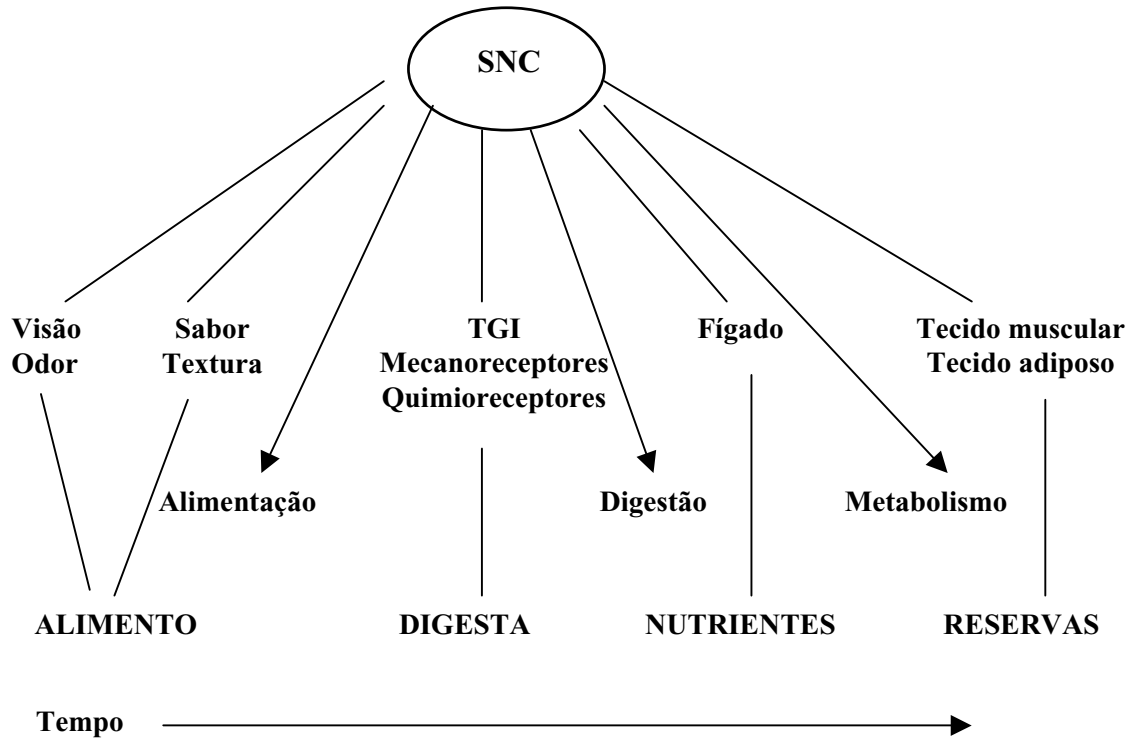 SNC
Visão
Odor
Sabor
Textura
TGI
Mecanoreceptores
Quimioreceptores
Fígado
Tecido muscular
Tecido adiposo
Alimentação
Digestão
Metabolismo
ALIMENTO
DIGESTA
NUTRIENTES
RESERVAS
Tempo